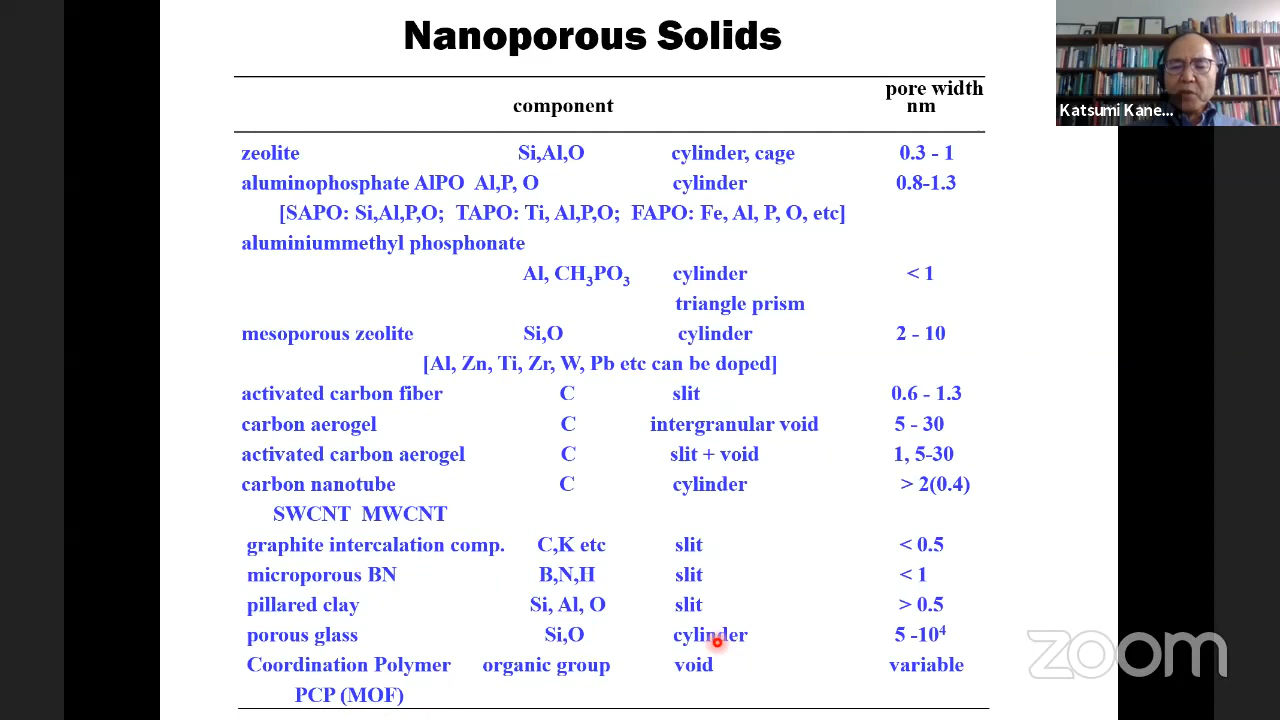 Nanoporous Solids
pore width
component nm
zeolite Si,Al,O cylinder, cage 0.3 - 1
aluminophosphate AlPO Al,P, O cylinder 0.8-1.3
[SAPO: Si,Al,P,O; TAPO: Ti, Al,P,O; FAPO: Fe, Al, P, O, etc]
aluminiummethyl phosphonate
Al, CH₃PO₃ cylinder < 1
triangle prism
mesoporous zeolite Si,O cylinder 2 - 10
[Al, Zn, Ti, Zr, W, Pb etc can be doped]
activated carbon fiber C slit 0.6 - 1.3
carbon aerogel C intergranular void 5 - 30
activated carbon aerogel C slit + void 1, 5-30
carbon nanotube C cylinder > 2(0.4)
SWCNT MWCNT
graphite intercalation comp. C,K etc slit < 0.5
microporous BN B,N,H slit < 1
pillared clay Si, Al, O slit > 0.5
porous glass Si,O cylinder 5 -10⁴
Coordination Polymer organic group void variable
PCP (MOF)
Katsumi Kane...
zoom